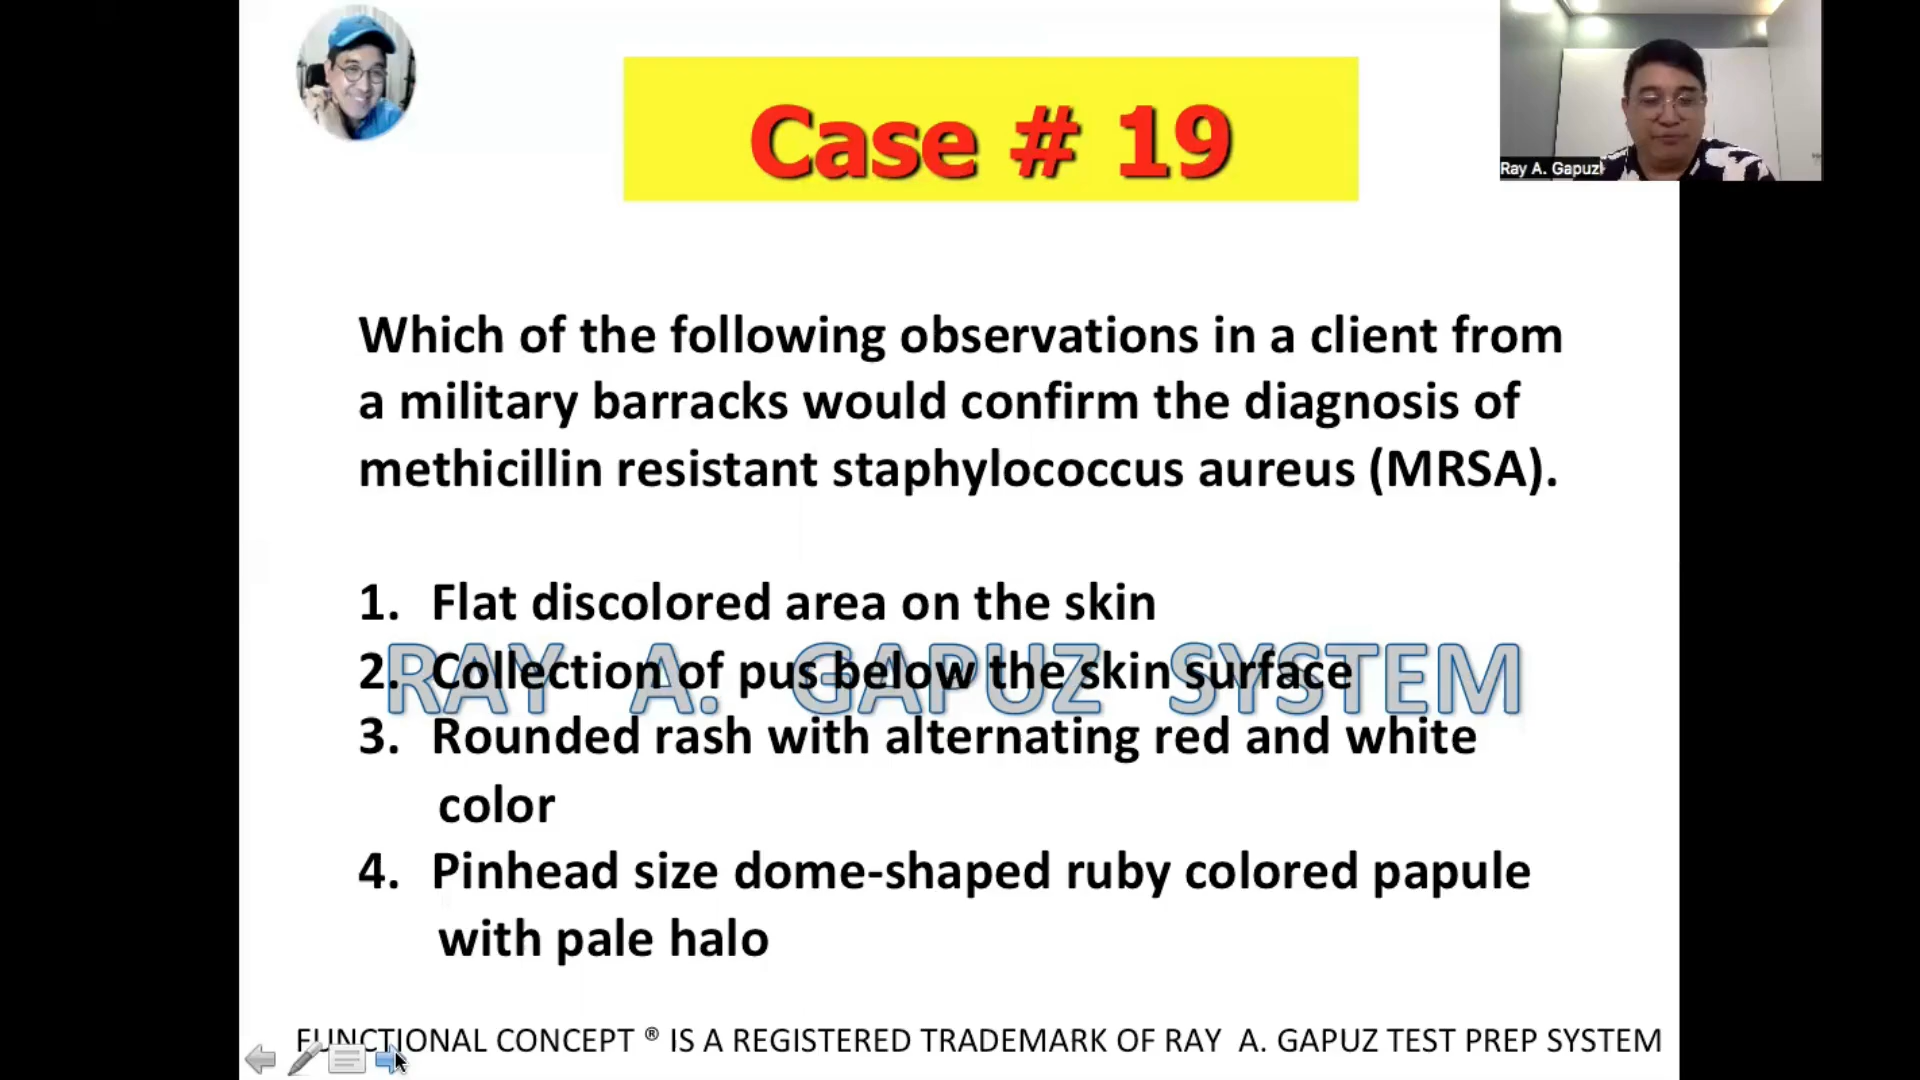 Case # 19
Ray A. Gapuz
Which of the following observations in a client from
a military barracks would confirm the diagnosis of
methicillin resistant staphylococcus aureus (MRSA).
1. Flat discolored area on the skin
2. Collection of pus below the skin surface
RAY A. GAPUZ SYSTEM
3. Rounded rash with alternating red and white
color
4. Pinhead size dome-shaped ruby colored papule
with pale halo
FUNCTIONAL CONCEPT ® IS A REGISTERED TRADEMARK OF RAY A. GAPUZ TEST PREP SYSTEM